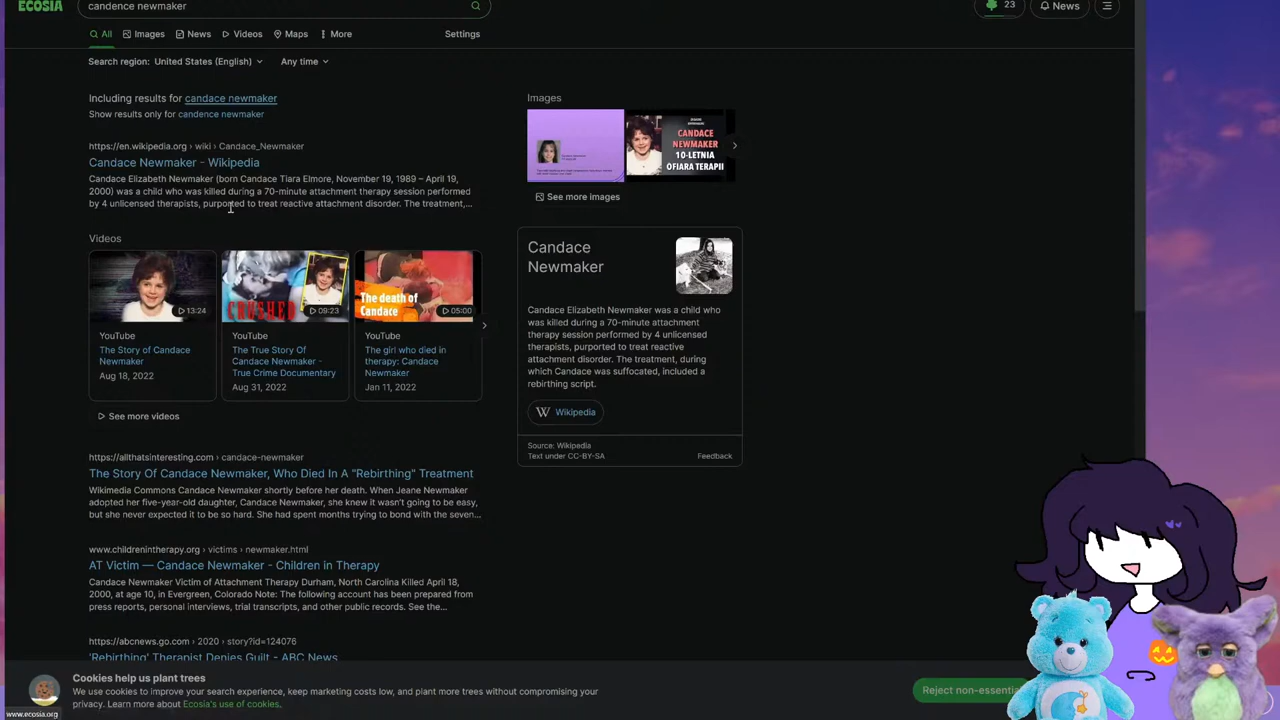 ECOSIA
candence newmaker
23
News
All
Images
News
Videos
Maps
More
Settings
Search region: United States (English)
Any time
Including results for candace newmaker
Show results only for candence newmaker
https://en.wikipedia.org › wiki › Candace_Newmaker
Candace Newmaker - Wikipedia
Candace Elizabeth Newmaker (born Candace Tiara Elmore, November 19, 1989 – April 19,
2000) was a child who was killed during a 70-minute attachment therapy session performed
by 4 unlicensed therapists, purported to treat reactive attachment disorder. The treatment,...
Videos
13:24
CRUSHED
09:23
The death of
Candace
05:00
YouTube
The Story of Candace
Newmaker
Aug 18, 2022
YouTube
The True Story Of
Candace Newmaker -
True Crime Documentary
Aug 31, 2022
YouTube
The girl who died in
therapy: Candace
Newmaker
Jan 11, 2022
See more videos
https://allthatsinteresting.com › candace-newmaker
The Story Of Candace Newmaker, Who Died In A "Rebirthing" Treatment
Wikimedia Commons Candace Newmaker shortly before her death. When Jeane Newmaker
adopted her five-year-old daughter, Candace Newmaker, she knew it wasn't going to be easy,
but she never expected it to be so hard. She had spent months trying to bond with the seven...
www.childrenintherapy.org › victims › newmaker.html
AT Victim — Candace Newmaker - Children in Therapy
Candace Newmaker Victim of Attachment Therapy Durham, North Carolina Killed April 18,
2000, at age 10, in Evergreen, Colorado Note: The following account has been prepared from
press reports, personal interviews, trial transcripts, and other public records. See the...
https://abcnews.go.com › 2020 › story?id=124076
'Rebirthing' Therapist Denies Guilt - ABC News
Images
CANDACE
NEWMAKER
10-LETNIA
OFIARA TERAPII
See more images
Candace
Newmaker
Candace Elizabeth Newmaker was a child who
was killed during a 70-minute attachment
therapy session performed by 4 unlicensed
therapists, purported to treat reactive
attachment disorder. The treatment, during
which Candace was suffocated, included a
rebirthing script.
W Wikipedia
Source: Wikipedia
Text under CC-BY-SA
Feedback
Cookies help us plant trees
We use cookies to improve your search experience, keep marketing costs low, and plant more trees without compromising your
privacy. Learn more about Ecosia's use of cookies.
Reject non-essentia
www.ecosia.org